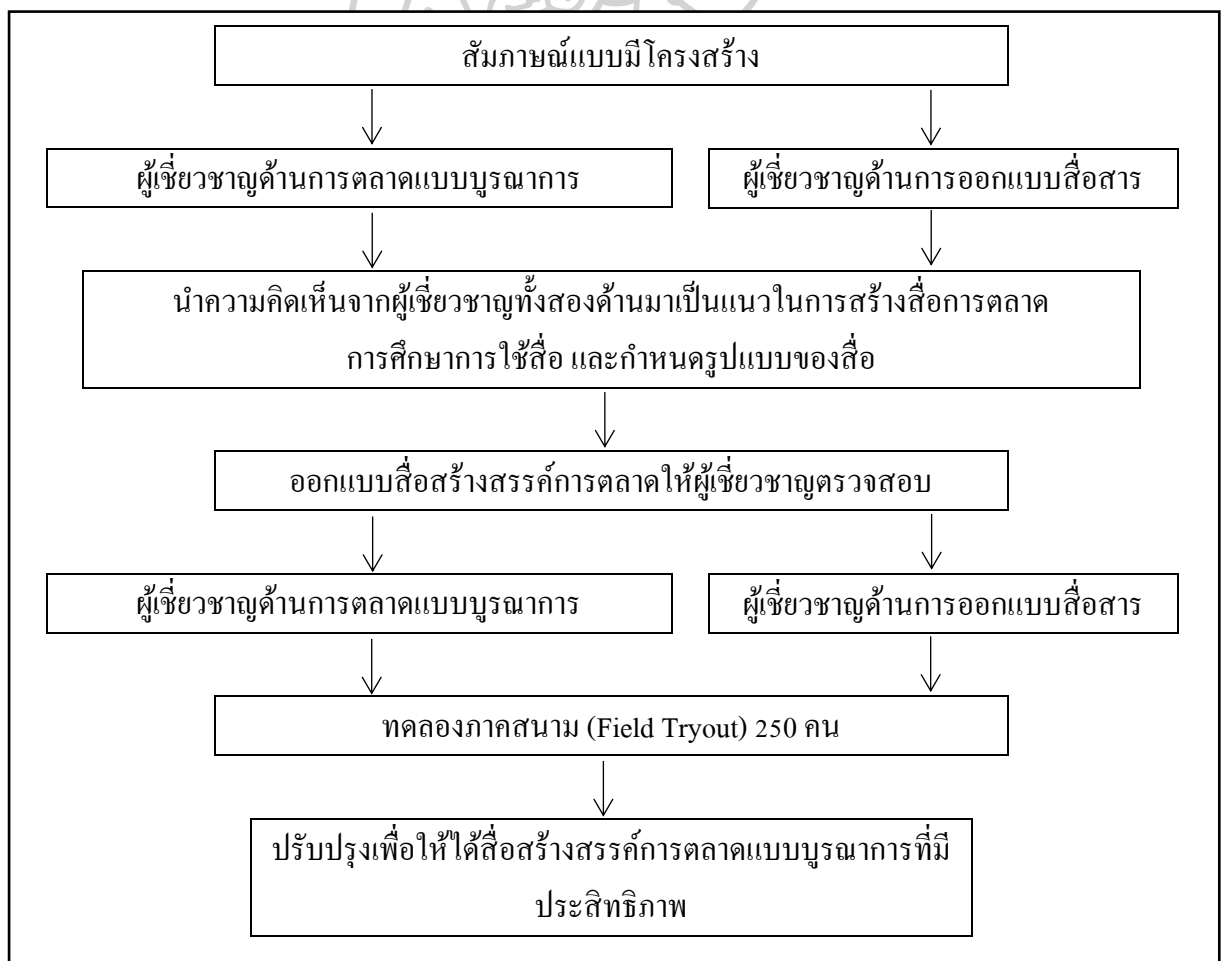 สัมภาษณ์แบบมีโครงสร้าง
ผู้เชี่ยวชาญด้านการตลาดแบบบูรณาการ
ผู้เชี่ยวชาญด้านการออกแบบสื่อสาร
นำความคิดเห็นจากผู้เชี่ยวชาญทั้งสองด้านมาเป็นแนวในการสร้างสื่อการตลาด
การศึกษาการใช้สื่อ และกำหนดรูปแบบของสื่อ
ออกแบบสื่อสร้างสรรค์การตลาดให้ผู้เชี่ยวชาญตรวจสอบ
ผู้เชี่ยวชาญด้านการตลาดแบบบูรณาการ
ผู้เชี่ยวชาญด้านการออกแบบสื่อสาร
ทดลองภาคสนาม (Field Tryout) 250 คน
ปรับปรุงเพื่อให้ได้สื่อสร้างสรรค์การตลาดแบบบูรณาการที่มี
ประสิทธิภาพ